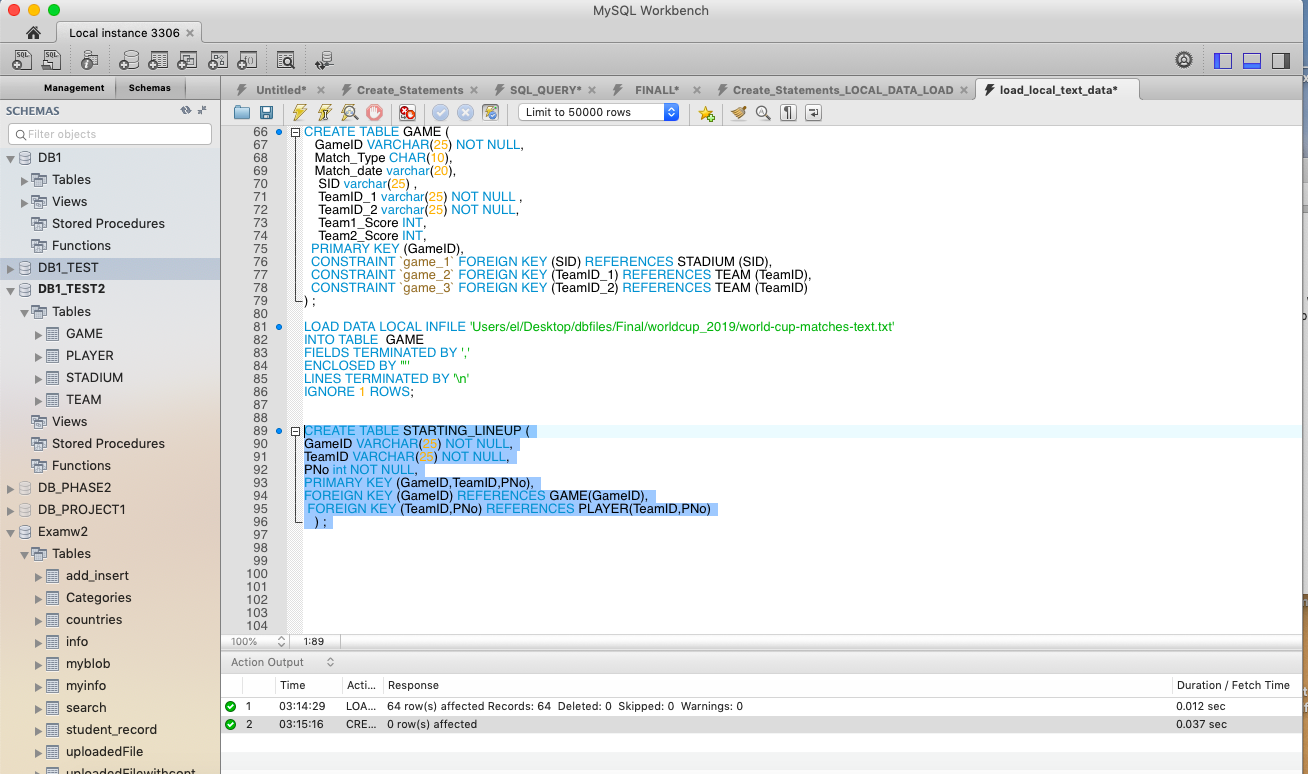 MySQL Workbench
Local instance 3306
Management Schemas
SCHEMAS
Filter objects
DB1
Tables
Views
Stored Procedures
Functions
DB1_TEST
DB1_TEST2
Tables
GAME
PLAYER
STADIUM
TEAM
Views
Stored Procedures
Functions
DB_PHASE2
DB_PROJECT1
Examw2
Tables
add_insert
Categories
countries
info
myblob
myinfo
search
student_record
uploadedFile
uploadedFilewithcont
Untitled* Create_Statements SQL_QUERY* FINALL* Create_Statements_LOCAL_DATA_LOAD load_local_text_data*
Limit to 50000 rows
66 CREATE TABLE GAME (
67 GameID VARCHAR(25) NOT NULL,
68 Match_Type CHAR(10),
69 Match_date varchar(20),
70 SID varchar(25) ,
71 TeamID_1 varchar(25) NOT NULL ,
72 TeamID_2 varchar(25) NOT NULL,
73 Team1_Score INT,
74 Team2_Score INT,
75 PRIMARY KEY (GameID),
76 CONSTRAINT `game_1` FOREIGN KEY (SID) REFERENCES STADIUM (SID),
77 CONSTRAINT `game_2` FOREIGN KEY (TeamID_1) REFERENCES TEAM (TeamID),
78 CONSTRAINT `game_3` FOREIGN KEY (TeamID_2) REFERENCES TEAM (TeamID)
79 ) ;
80
81 LOAD DATA LOCAL INFILE 'Users/el/Desktop/dbfiles/Final/worldcup_2019/world-cup-matches-text.txt'
82 INTO TABLE GAME
83 FIELDS TERMINATED BY ','
84 ENCLOSED BY '"'
85 LINES TERMINATED BY '\n'
86 IGNORE 1 ROWS;
87
88
89 CREATE TABLE STARTING_LINEUP (
90 GameID VARCHAR(25) NOT NULL,
91 TeamID VARCHAR(25) NOT NULL,
92 PNo int NOT NULL,
93 PRIMARY KEY (GameID,TeamID,PNo),
94 FOREIGN KEY (GameID) REFERENCES GAME(GameID),
95 FOREIGN KEY (TeamID,PNo) REFERENCES PLAYER(TeamID,PNo)
96 ) ;
97
98
99
100
101
102
103
104
100% 1:89
Action Output
Time Acti... Response Duration / Fetch Time
1 03:14:29 LOA... 64 row(s) affected Records: 64 Deleted: 0 Skipped: 0 Warnings: 0 0.012 sec
2 03:15:16 CRE... 0 row(s) affected 0.037 sec